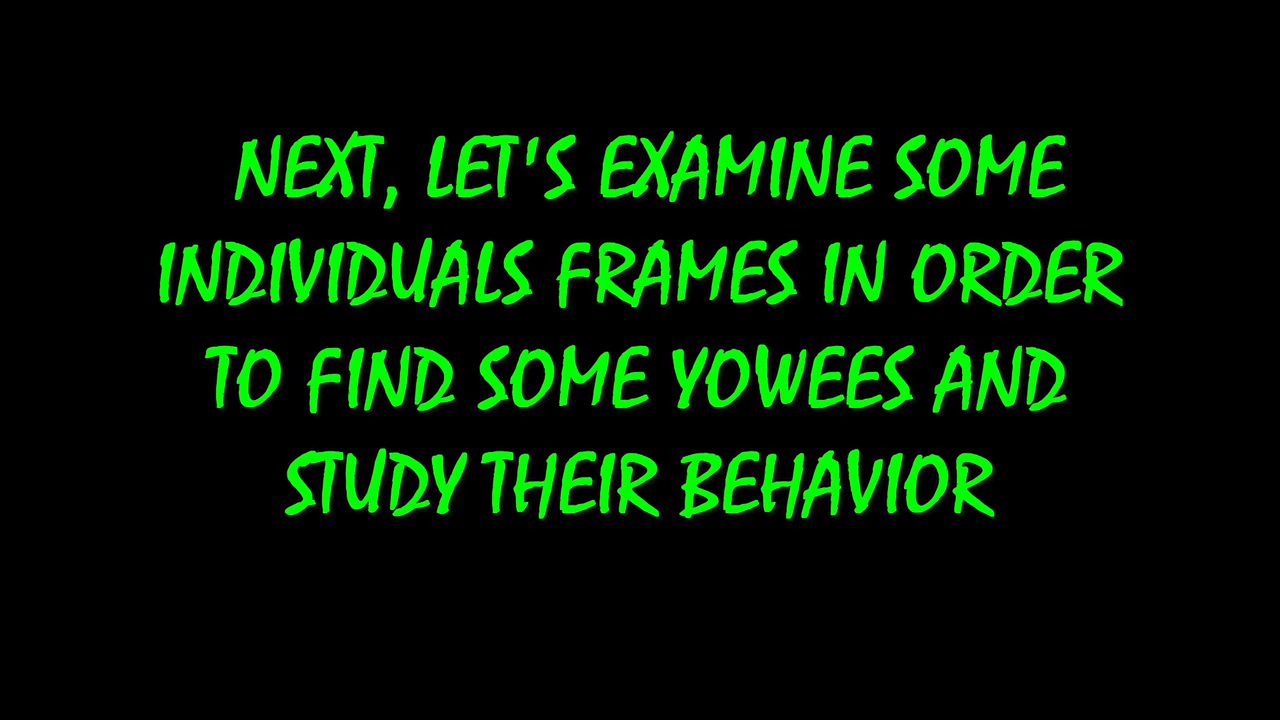 NEXT, LET'S EXAMINE SOME
INDIVIDUALS FRAMES IN ORDER
TO FIND SOME YOWEES AND
STUDY THEIR BEHAVIOR